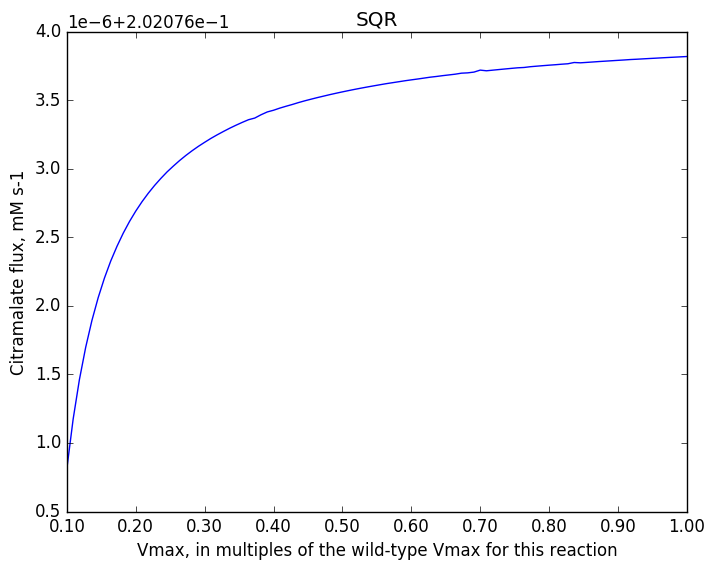 SQR
1e−6+2.02076e−1
4.0
3.5
3.0
2.5
2.0
1.5
1.0
0.5
Citramalate flux, mM s-1
0.10 0.20 0.30 0.40 0.50 0.60 0.70 0.80 0.90 1.00
Vmax, in multiples of the wild-type Vmax for this reaction